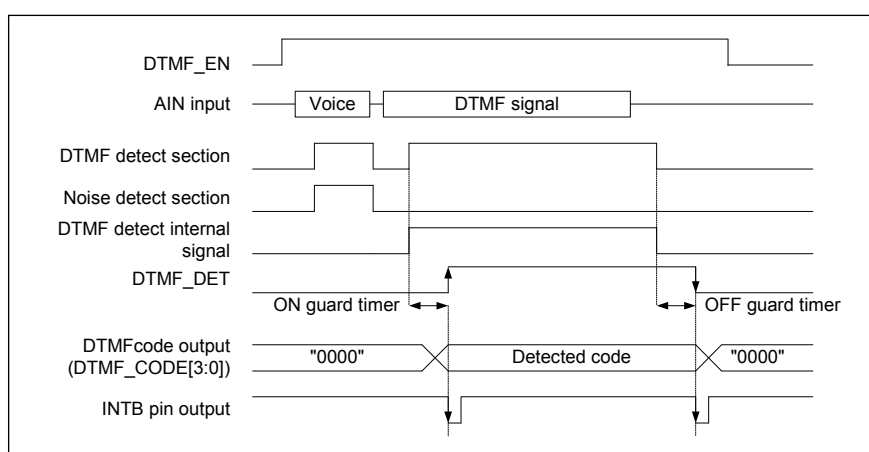 DTMF_EN
AIN input
Voice
DTMF signal
DTMF detect section
Noise detect section
DTMF detect internal
signal
DTMF_DET
ON guard timer
OFF guard timer
DTMFcode output
(DTMF_CODE[3:0])
"0000"
Detected code
"0000"
INTB pin output